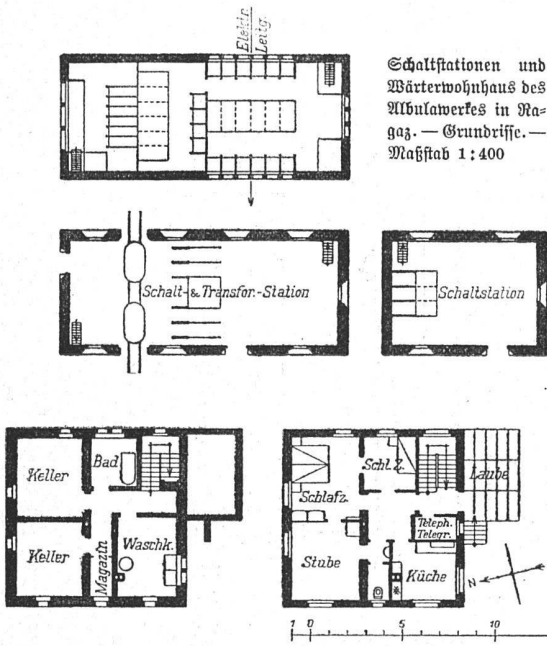 Elektr.
Leitg.
Schaltstationen und
Wärterwohnhaus des
Albulawerkes in Ra-
gaz. — Grundrisse. —
Maßstab 1:400
Schalt- & Transfor.-Station
Schaltstation
Keller
Bad
Keller
Magazin
Waschk.
Schlafz.
Schl. Z.
Laube
Teleph.
Telegr.
Stube
Küche
N
1 0 5 10